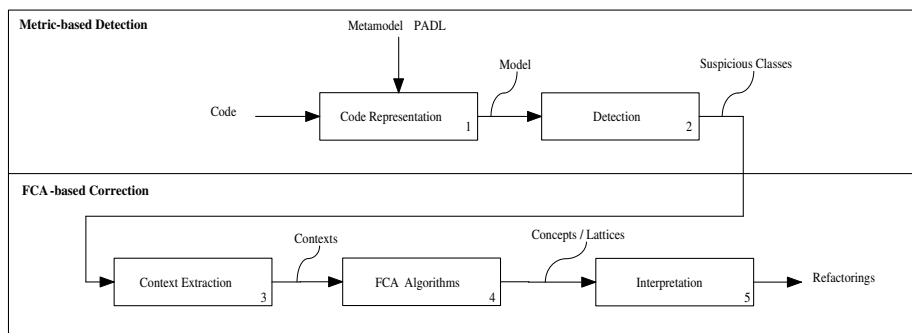 Metric-based Detection
Metamodel PADL
Model
Suspicious Classes
Code
Code Representation
1
Detection
2
FCA-based Correction
Contexts
Concepts / Lattices
Context Extraction
3
FCA Algorithms
4
Interpretation
5
Refactorings